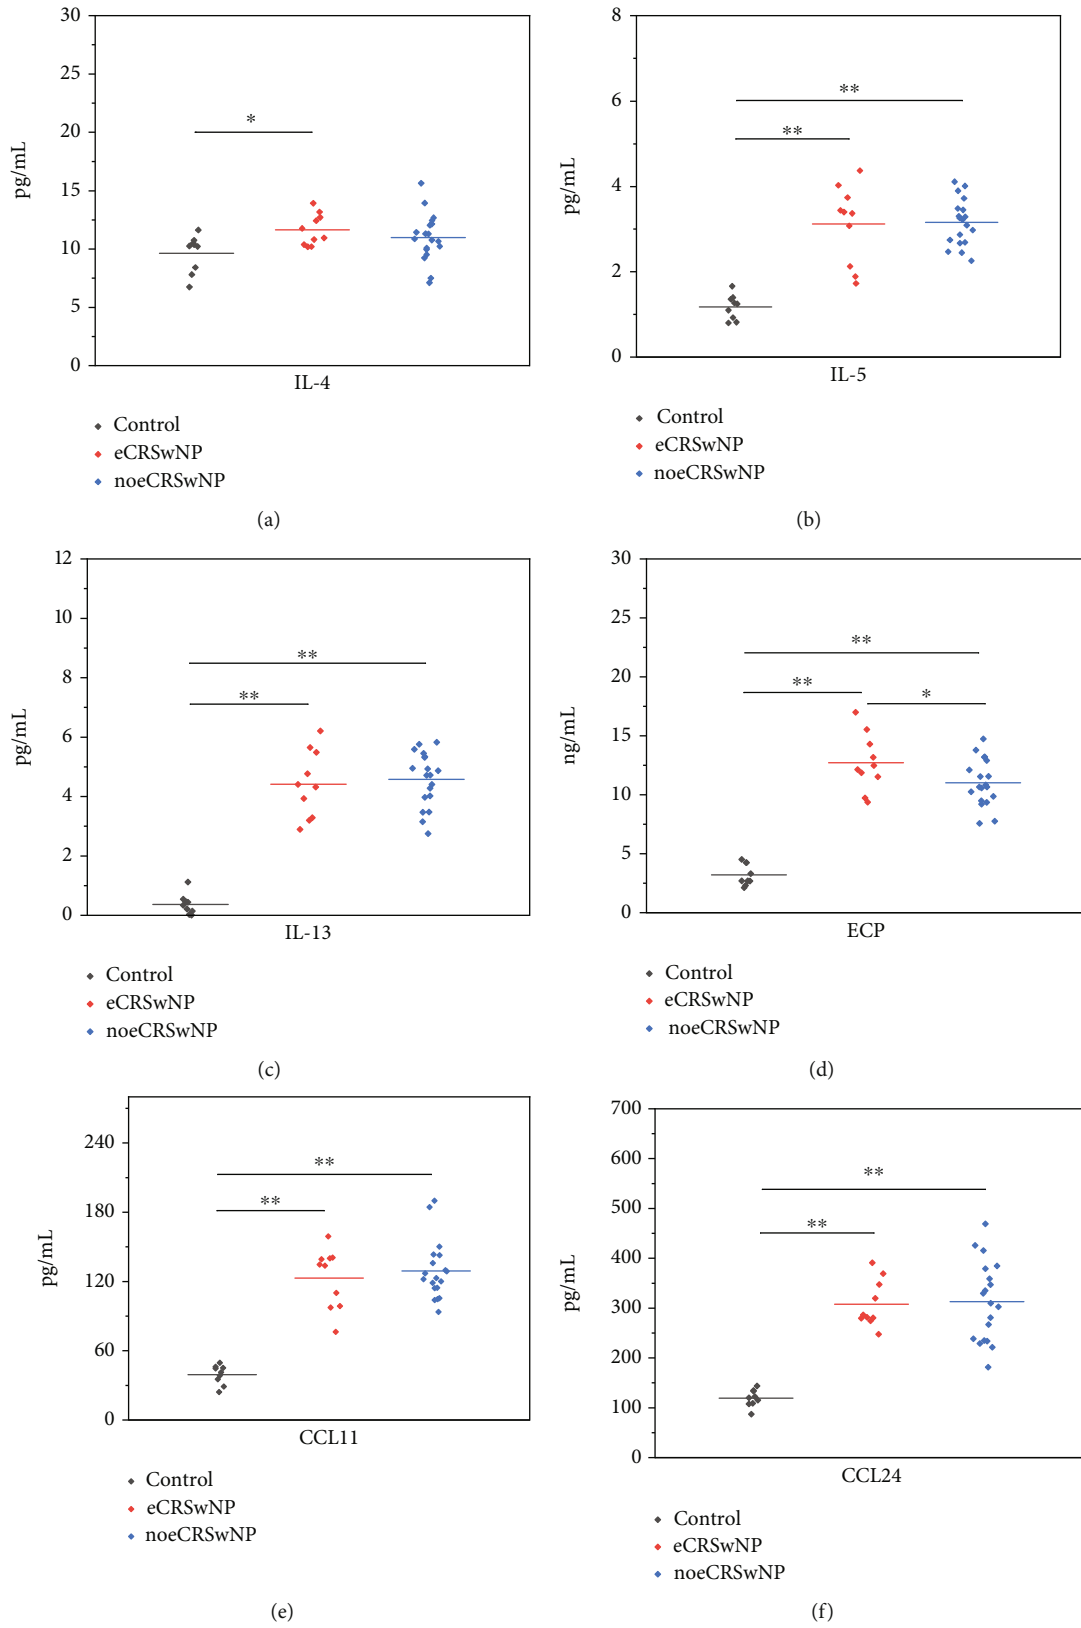 30
25
20
15
10
5
0
pg/mL
*
IL-4
Control
eCRSwNP
noeCRSwNP
(a)
8
6
4
2
0
pg/mL
**
**
IL-5
Control
eCRSwNP
noeCRSwNP
(b)
12
10
8
6
4
2
0
pg/mL
**
**
IL-13
Control
eCRSwNP
noeCRSwNP
(c)
30
25
20
15
10
5
0
ng/mL
**
**
*
ECP
Control
eCRSwNP
noeCRSwNP
(d)
240
180
120
60
0
pg/mL
**
**
CCL11
Control
eCRSwNP
noeCRSwNP
(e)
700
600
500
400
300
200
100
0
pg/mL
**
**
CCL24
Control
eCRSwNP
noeCRSwNP
(f)